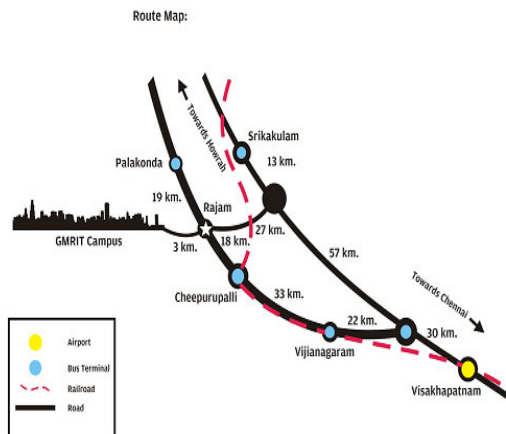 Route Map:
Towards Howrah
Srikakulam
13 km.
Palakonda
19 km.
Rajam
GMRIT Campus
3 km.
18 km.
27 km.
57 km.
Cheepurupalli
33 km.
Towards Chennai
22 km.
30 km.
Vijianagaram
Visakhapatnam
Airport
Bus Terminal
Railroad
Road